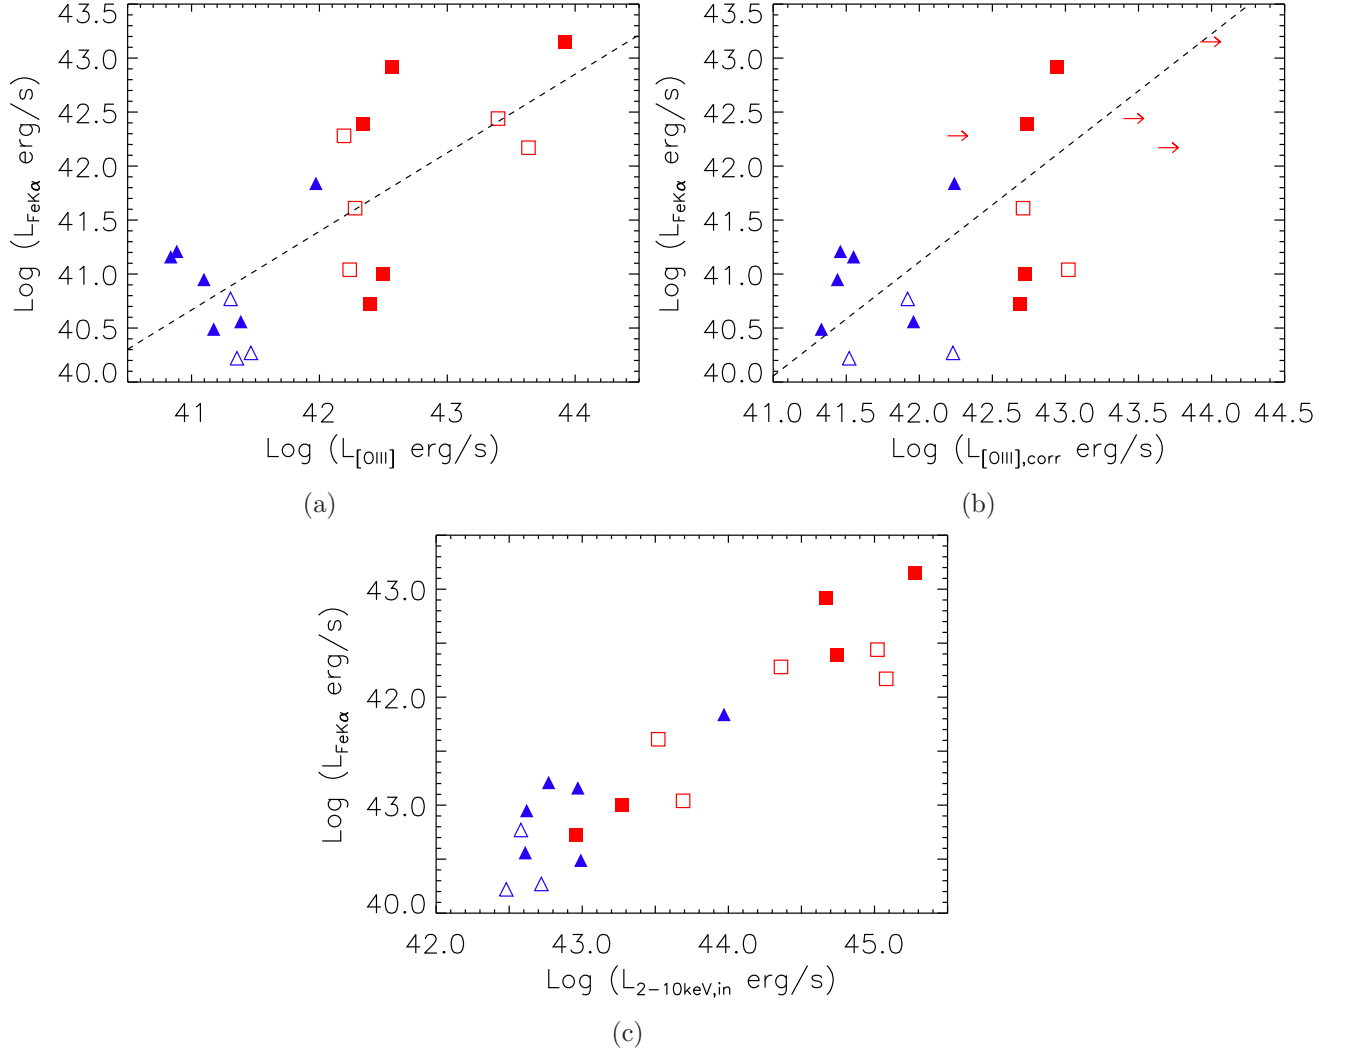 43.5
43.0
42.5
42.0
41.5
41.0
40.5
40.0
Log (L_FeKα erg/s)
41 42 43 44
Log (L_[OIII] erg/s)
(a)
43.5
43.0
42.5
42.0
41.5
41.0
40.5
40.0
Log (L_FeKα erg/s)
41.0 41.5 42.0 42.5 43.0 43.5 44.0 44.5
Log (L_[OIII],corr erg/s)
(b)
43.0
42.0
43.0
40.0
Log (L_FeKα erg/s)
42.0 43.0 44.0 45.0
Log (L_2−10keV,in erg/s)
(c)